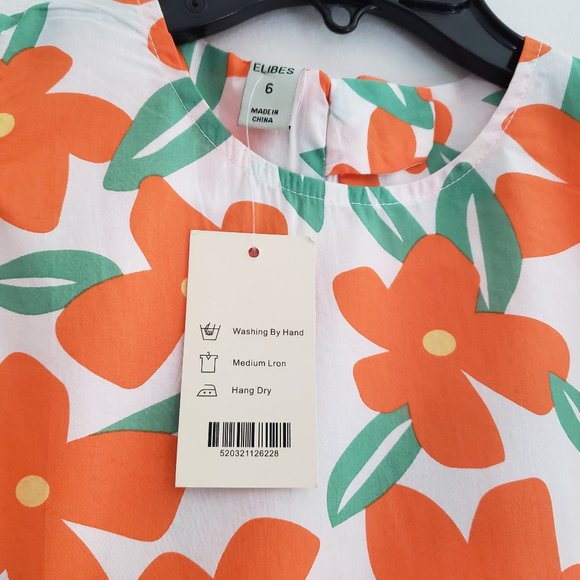 ELIBES
6
MADE IN
CHINA
Washing By Hand
Medium Lron
Hang Dry
520321126228